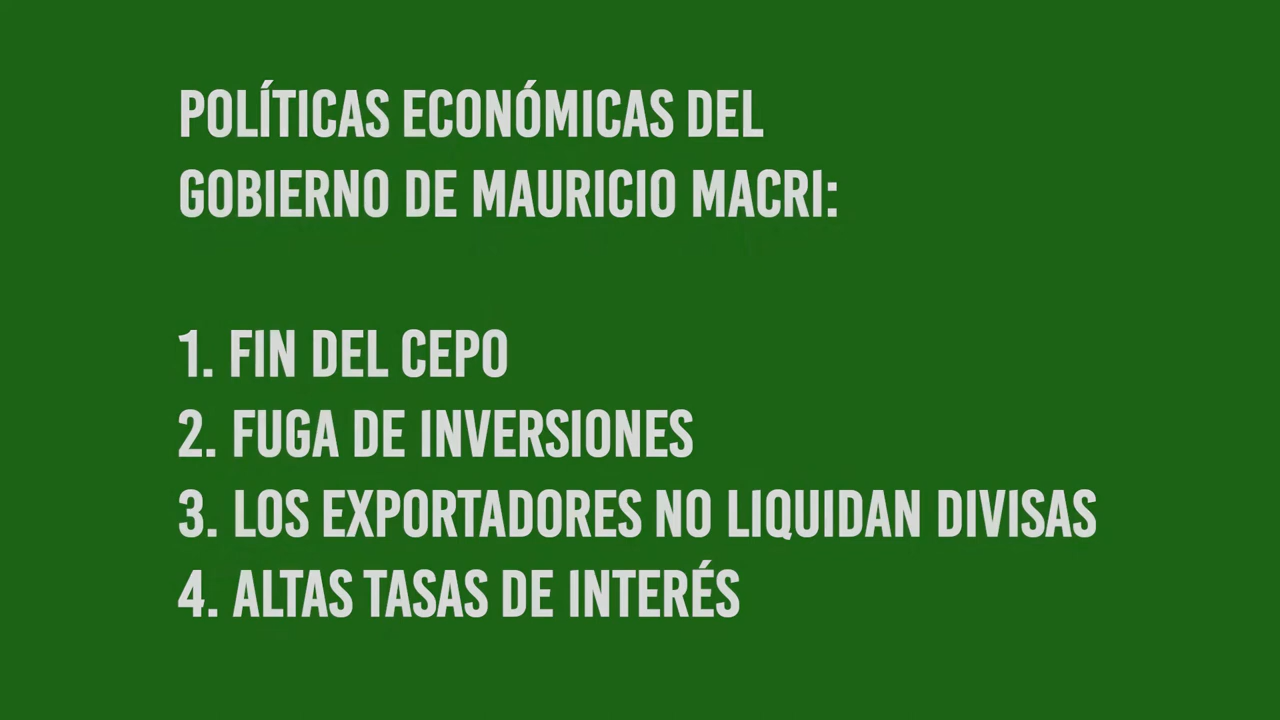 POLÍTICAS ECONÓMICAS DEL
GOBIERNO DE MAURICIO MACRI:
1. FIN DEL CEPO
2. FUGA DE INVERSIONES
3. LOS EXPORTADORES NO LIQUIDAN DIVISAS
4. ALTAS TASAS DE INTERÉS